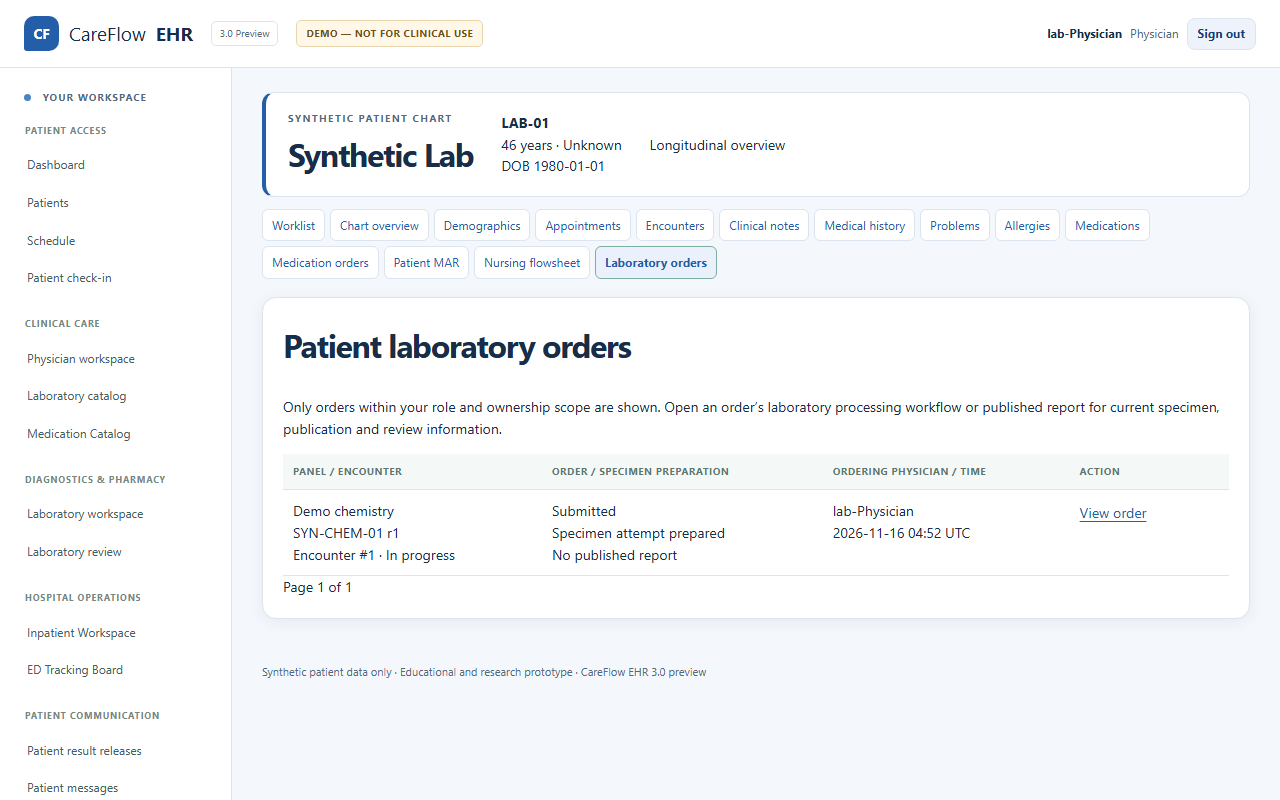 CF CareFlow EHR 3.0 Preview DEMO — NOT FOR CLINICAL USE lab-Physician Physician Sign out
YOUR WORKSPACE
PATIENT ACCESS
Dashboard
Patients
Schedule
Patient check-in
CLINICAL CARE
Physician workspace
Laboratory catalog
Medication Catalog
DIAGNOSTICS & PHARMACY
Laboratory workspace
Laboratory review
HOSPITAL OPERATIONS
Inpatient Workspace
ED Tracking Board
PATIENT COMMUNICATION
Patient result releases
Patient messages
SYNTHETIC PATIENT CHART
Synthetic Lab
LAB-01
46 years · Unknown Longitudinal overview
DOB 1980-01-01
Worklist Chart overview Demographics Appointments Encounters Clinical notes Medical history Problems Allergies Medications
Medication orders Patient MAR Nursing flowsheet Laboratory orders
Patient laboratory orders
Only orders within your role and ownership scope are shown. Open an order’s laboratory processing workflow or published report for current specimen,
publication and review information.
PANEL / ENCOUNTER ORDER / SPECIMEN PREPARATION ORDERING PHYSICIAN / TIME ACTION
Demo chemistry Submitted lab-Physician View order
SYN-CHEM-01 r1 Specimen attempt prepared 2026-11-16 04:52 UTC
Encounter #1 · In progress No published report
Page 1 of 1
Synthetic patient data only · Educational and research prototype · CareFlow EHR 3.0 preview